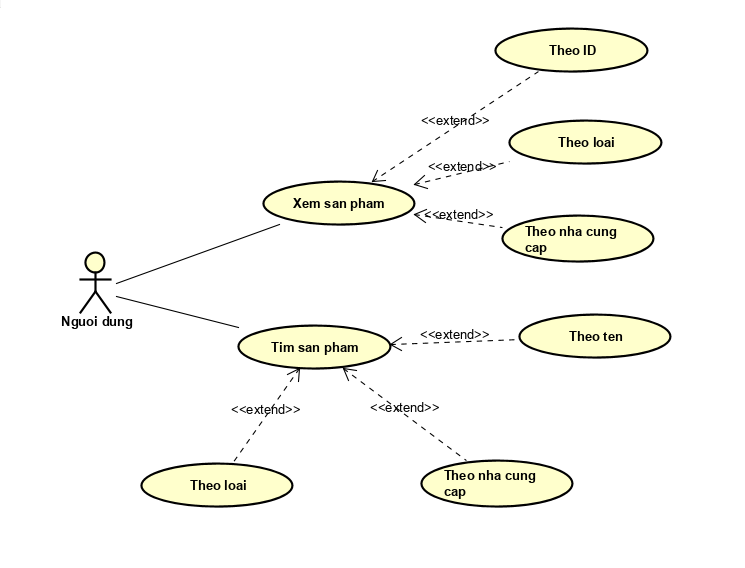 Theo ID
<<extend>>
Theo loai
<<extend>>
Xem san pham
<<extend>>
Theo nha cung
cap
Nguoi dung
Theo ten
<<extend>>
Tim san pham
<<extend>>
<<extend>>
Theo loai
Theo nha cung
cap